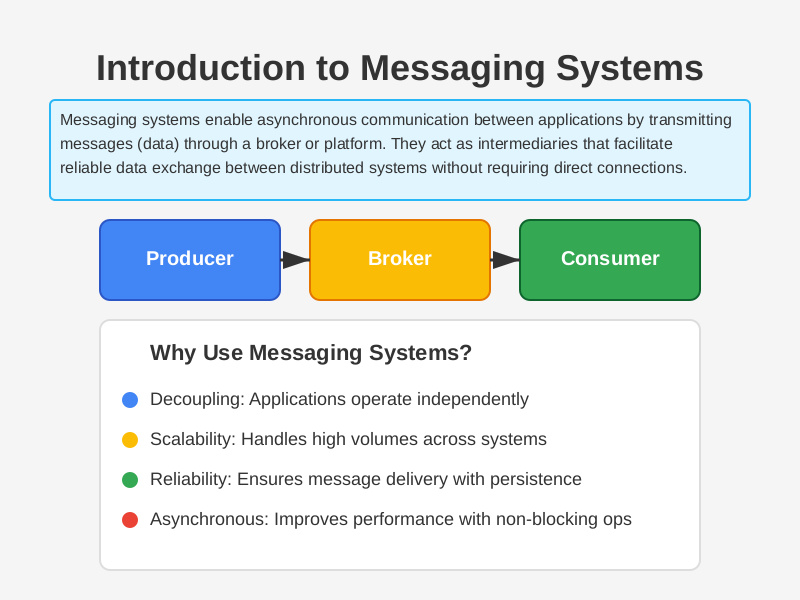 Introduction to Messaging Systems
Messaging systems enable asynchronous communication between applications by transmitting
messages (data) through a broker or platform. They act as intermediaries that facilitate
reliable data exchange between distributed systems without requiring direct connections.
Producer
Broker
Consumer
Why Use Messaging Systems?
Decoupling: Applications operate independently
Scalability: Handles high volumes across systems
Reliability: Ensures message delivery with persistence
Asynchronous: Improves performance with non-blocking ops